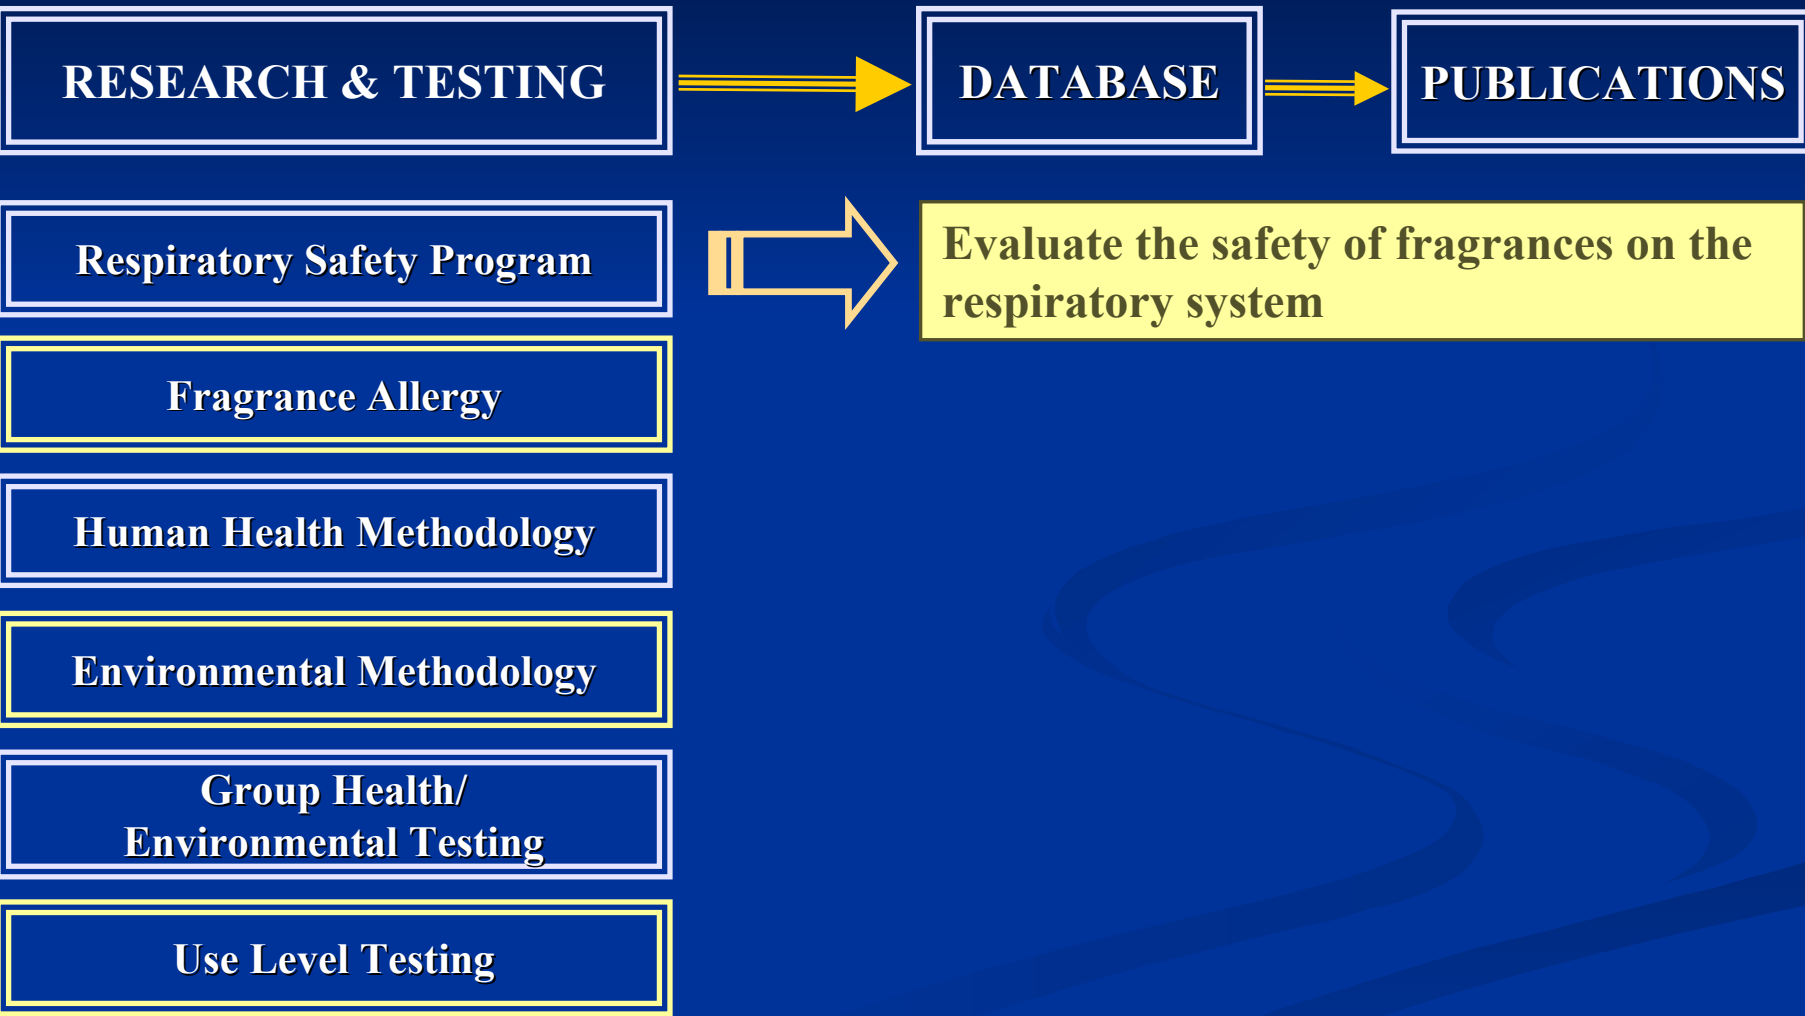 RESEARCH & TESTING
DATABASE
PUBLICATIONS
Respiratory Safety Program
Evaluate the safety of fragrances on the
respiratory system
Fragrance Allergy
Human Health Methodology
Environmental Methodology
Group Health/
Environmental Testing
Use Level Testing